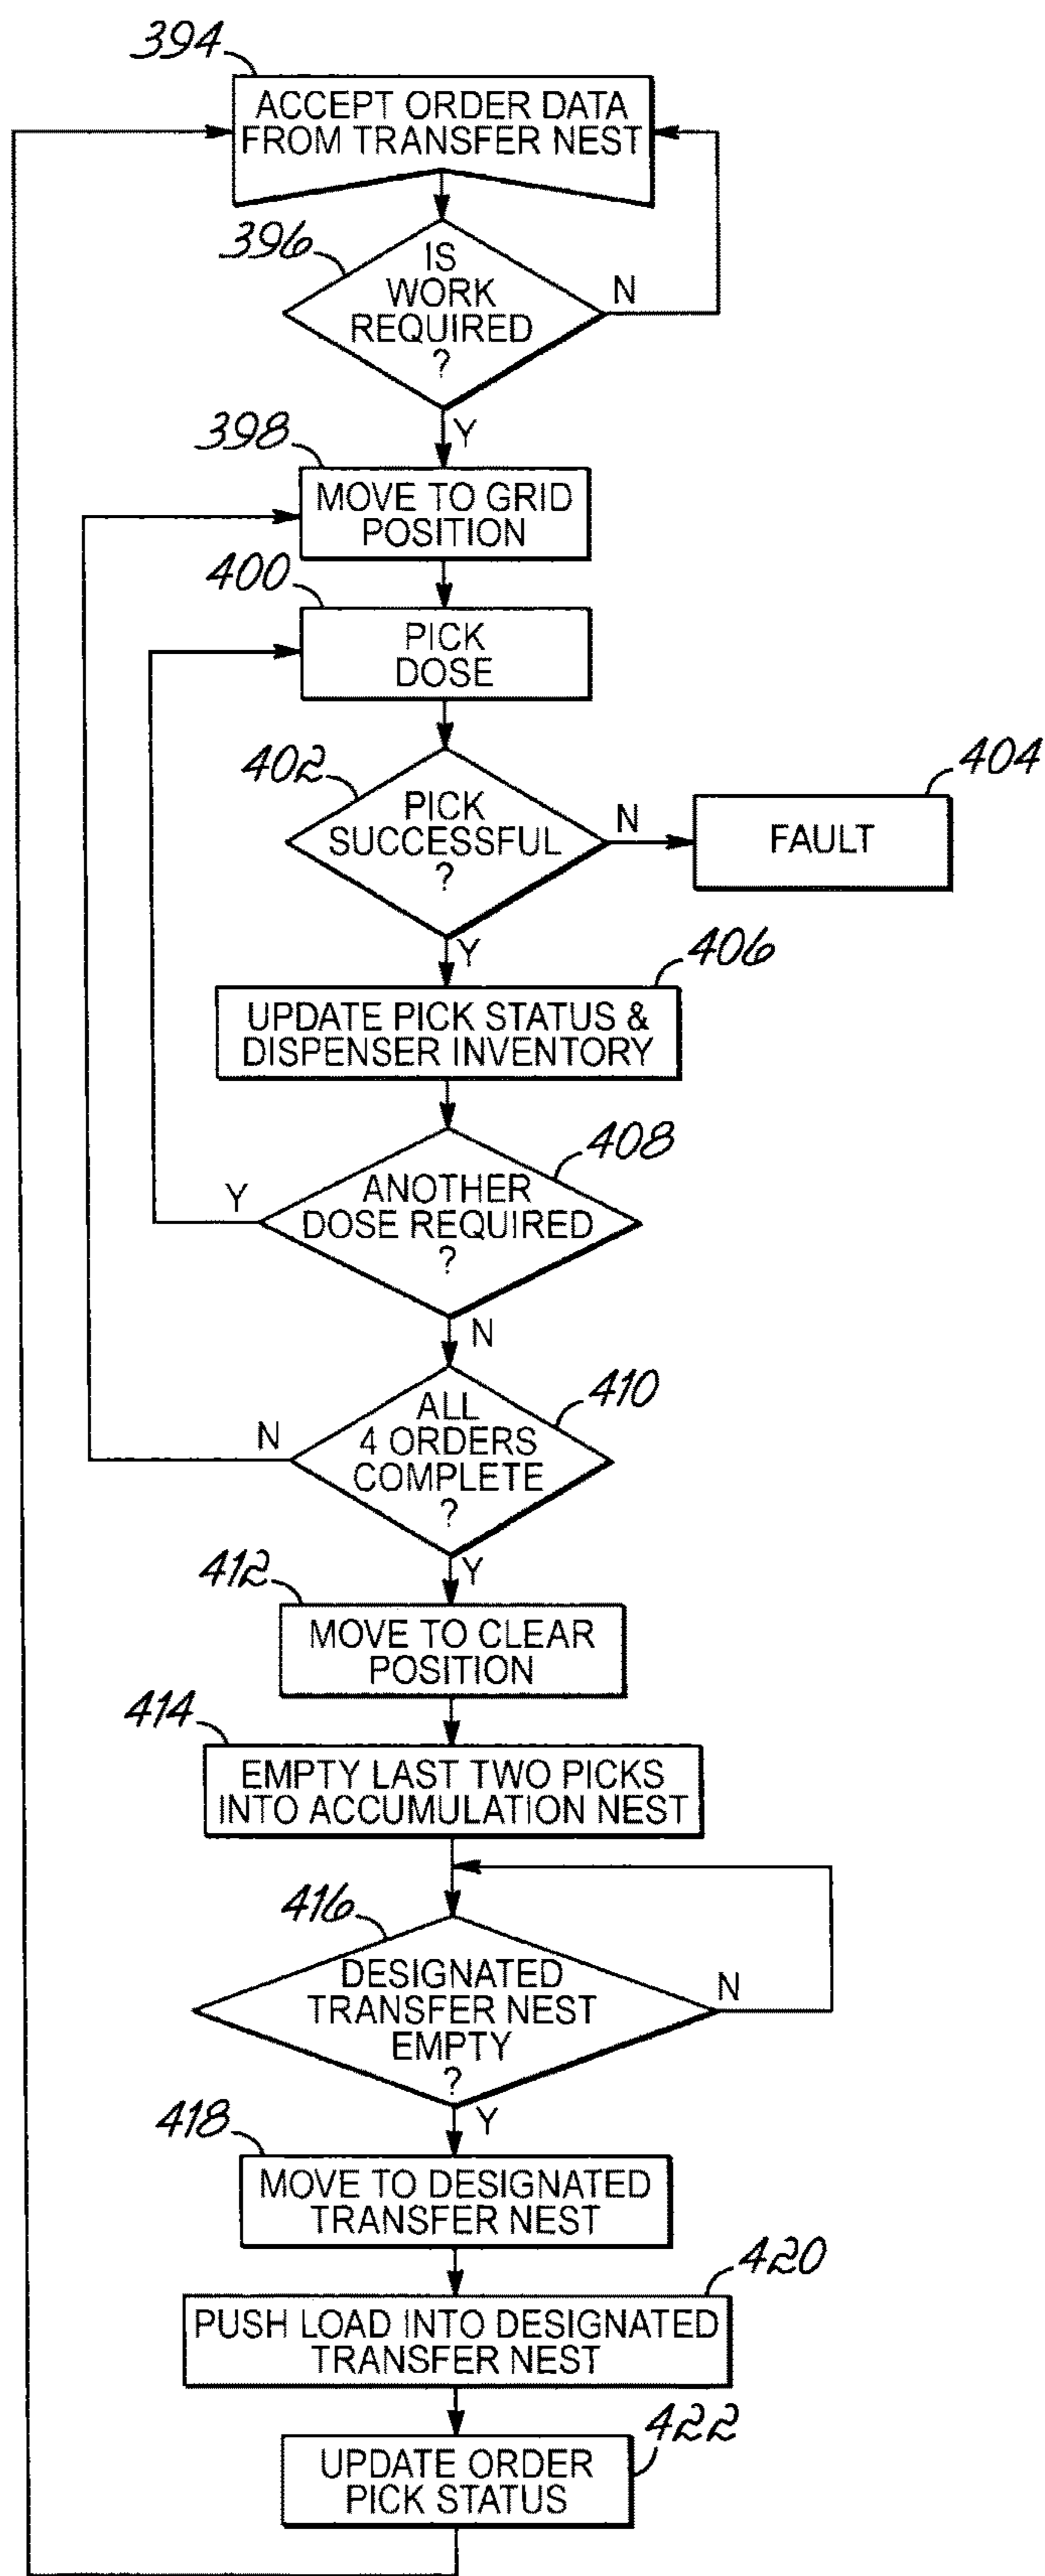 394
ACCEPT ORDER DATA
FROM TRANSFER NEST
396
IS
WORK
REQUIRED
?
N
Y
398
MOVE TO GRID
POSITION
400
PICK
DOSE
402
PICK
SUCCESSFUL
?
N
404
FAULT
Y
406
UPDATE PICK STATUS &
DISPENSER INVENTORY
408
ANOTHER
DOSE REQUIRED
?
Y
N
410
ALL
4 ORDERS
COMPLETE
?
N
Y
412
MOVE TO CLEAR
POSITION
414
EMPTY LAST TWO PICKS
INTO ACCUMULATION NEST
416
DESIGNATED
TRANSFER NEST
EMPTY
?
N
Y
418
MOVE TO DESIGNATED
TRANSFER NEST
420
PUSH LOAD INTO DESIGNATED
TRANSFER NEST
422
UPDATE ORDER
PICK STATUS